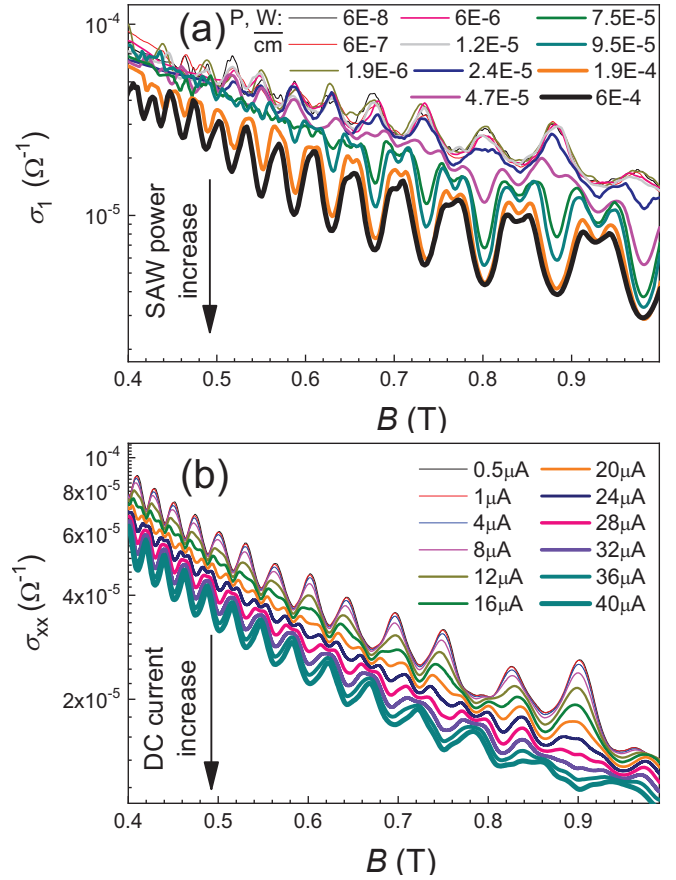 (a)
P, W:
cm
6E-8
6E-7
1.9E-6
6E-6
1.2E-5
2.4E-5
4.7E-5
7.5E-5
9.5E-5
1.9E-4
6E-4
10⁻⁴
10⁻⁵
σ₁ (Ω⁻¹)
SAW power
increase
0.4 0.5 0.6 0.7 0.8 0.9
B (T)
(b)
0.5μA
1μA
4μA
8μA
12μA
16μA
20μA
24μA
28μA
32μA
36μA
40μA
10⁻⁴
8x10⁻⁵
6x10⁻⁵
4x10⁻⁵
2x10⁻⁵
σxx (Ω⁻¹)
DC current
increase
0.4 0.5 0.6 0.7 0.8 0.9
B (T)